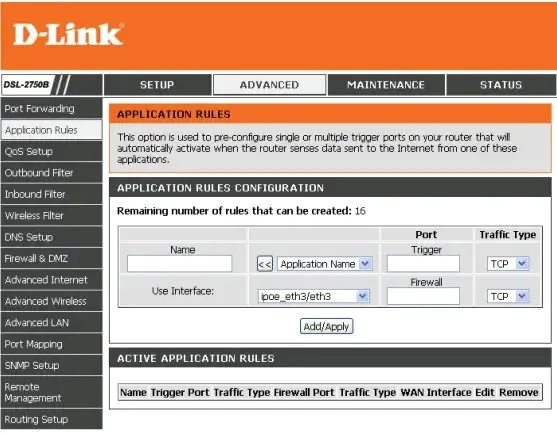 D-Link
DSL-2750B
SETUP
ADVANCED
MAINTENANCE
STATUS
Port Forwarding
Application Rules
QoS Setup
Outbound Filter
Inbound Filter
Wireless Filter
DNS Setup
Firewall & DMZ
Advanced Internet
Advanced Wireless
Advanced LAN
Port Mapping
SNMP Setup
Remote
Management
Routing Setup
APPLICATION RULES
This option is used to pre-configure single or multiple trigger ports on your router that will
automatically activate when the router senses data sent to the Internet from one of these
applications.
APPLICATION RULES CONFIGURATION
Remaining number of rules that can be created: 16
Port
Traffic Type
Name
<<
Application Name
Trigger
TCP
Use Interface:
ipoe_eth3/eth3
Firewall
TCP
Add/Apply
ACTIVE APPLICATION RULES
Name Trigger Port Traffic Type Firewall Port Traffic Type WAN Interface Edit Remove